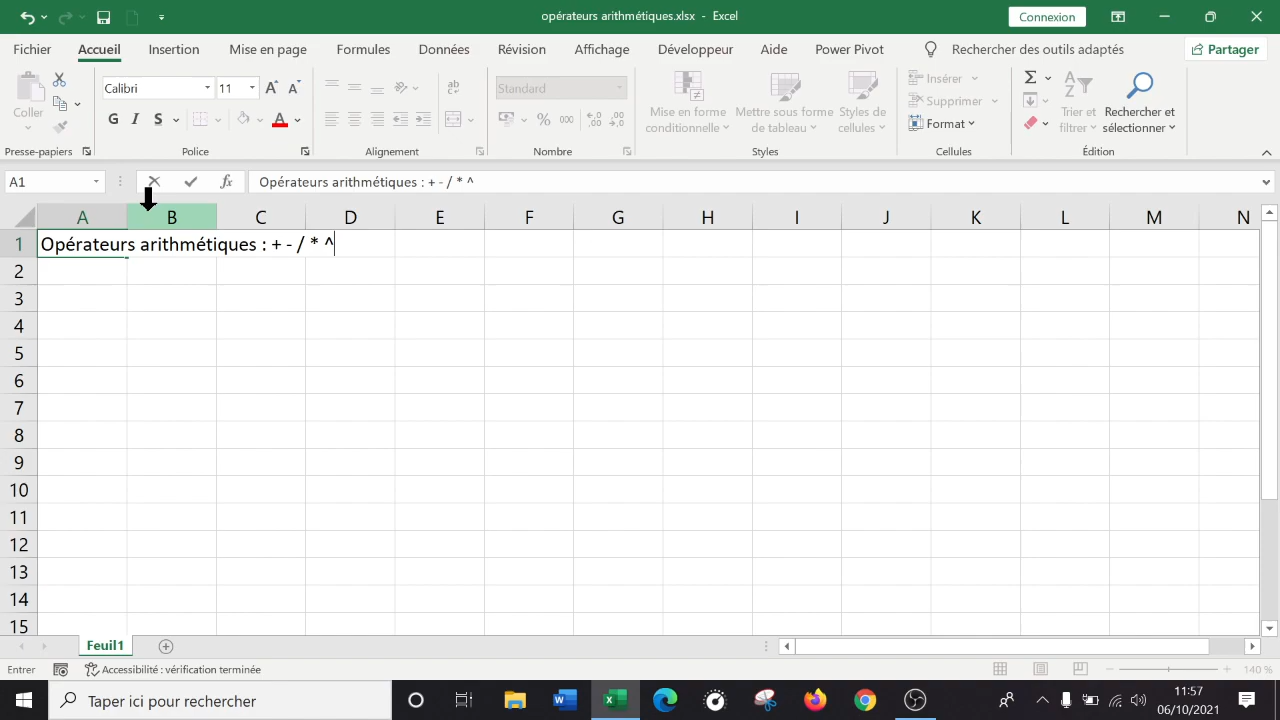 opérateurs arithmétiques.xlsx - Excel
Connexion
Fichier Accueil Insertion Mise en page Formules Données Révision Affichage Développeur Aide Power Pivot Rechercher des outils adaptés Partager
Coller
Calibri 11
G I S A
ab
Standard
% 000
Mise en forme conditionnelle
Mettre sous forme de tableau
Styles de cellules
Insérer
Supprimer
Format
Trier et filtrer
Rechercher et sélectionner
Presse-papiers Police Alignement Nombre Styles Cellules Édition
A1 fx Opérateurs arithmétiques : + - / * ^
A B C D E F G H I J K L M N
1 Opérateurs arithmétiques : + - / * ^
2
3
4
5
6
7
8
9
10
11
12
13
14
15
Feuil1
Entrer Accessibilité : vérification terminée 140 %
Taper ici pour rechercher
11:57
06/10/2021